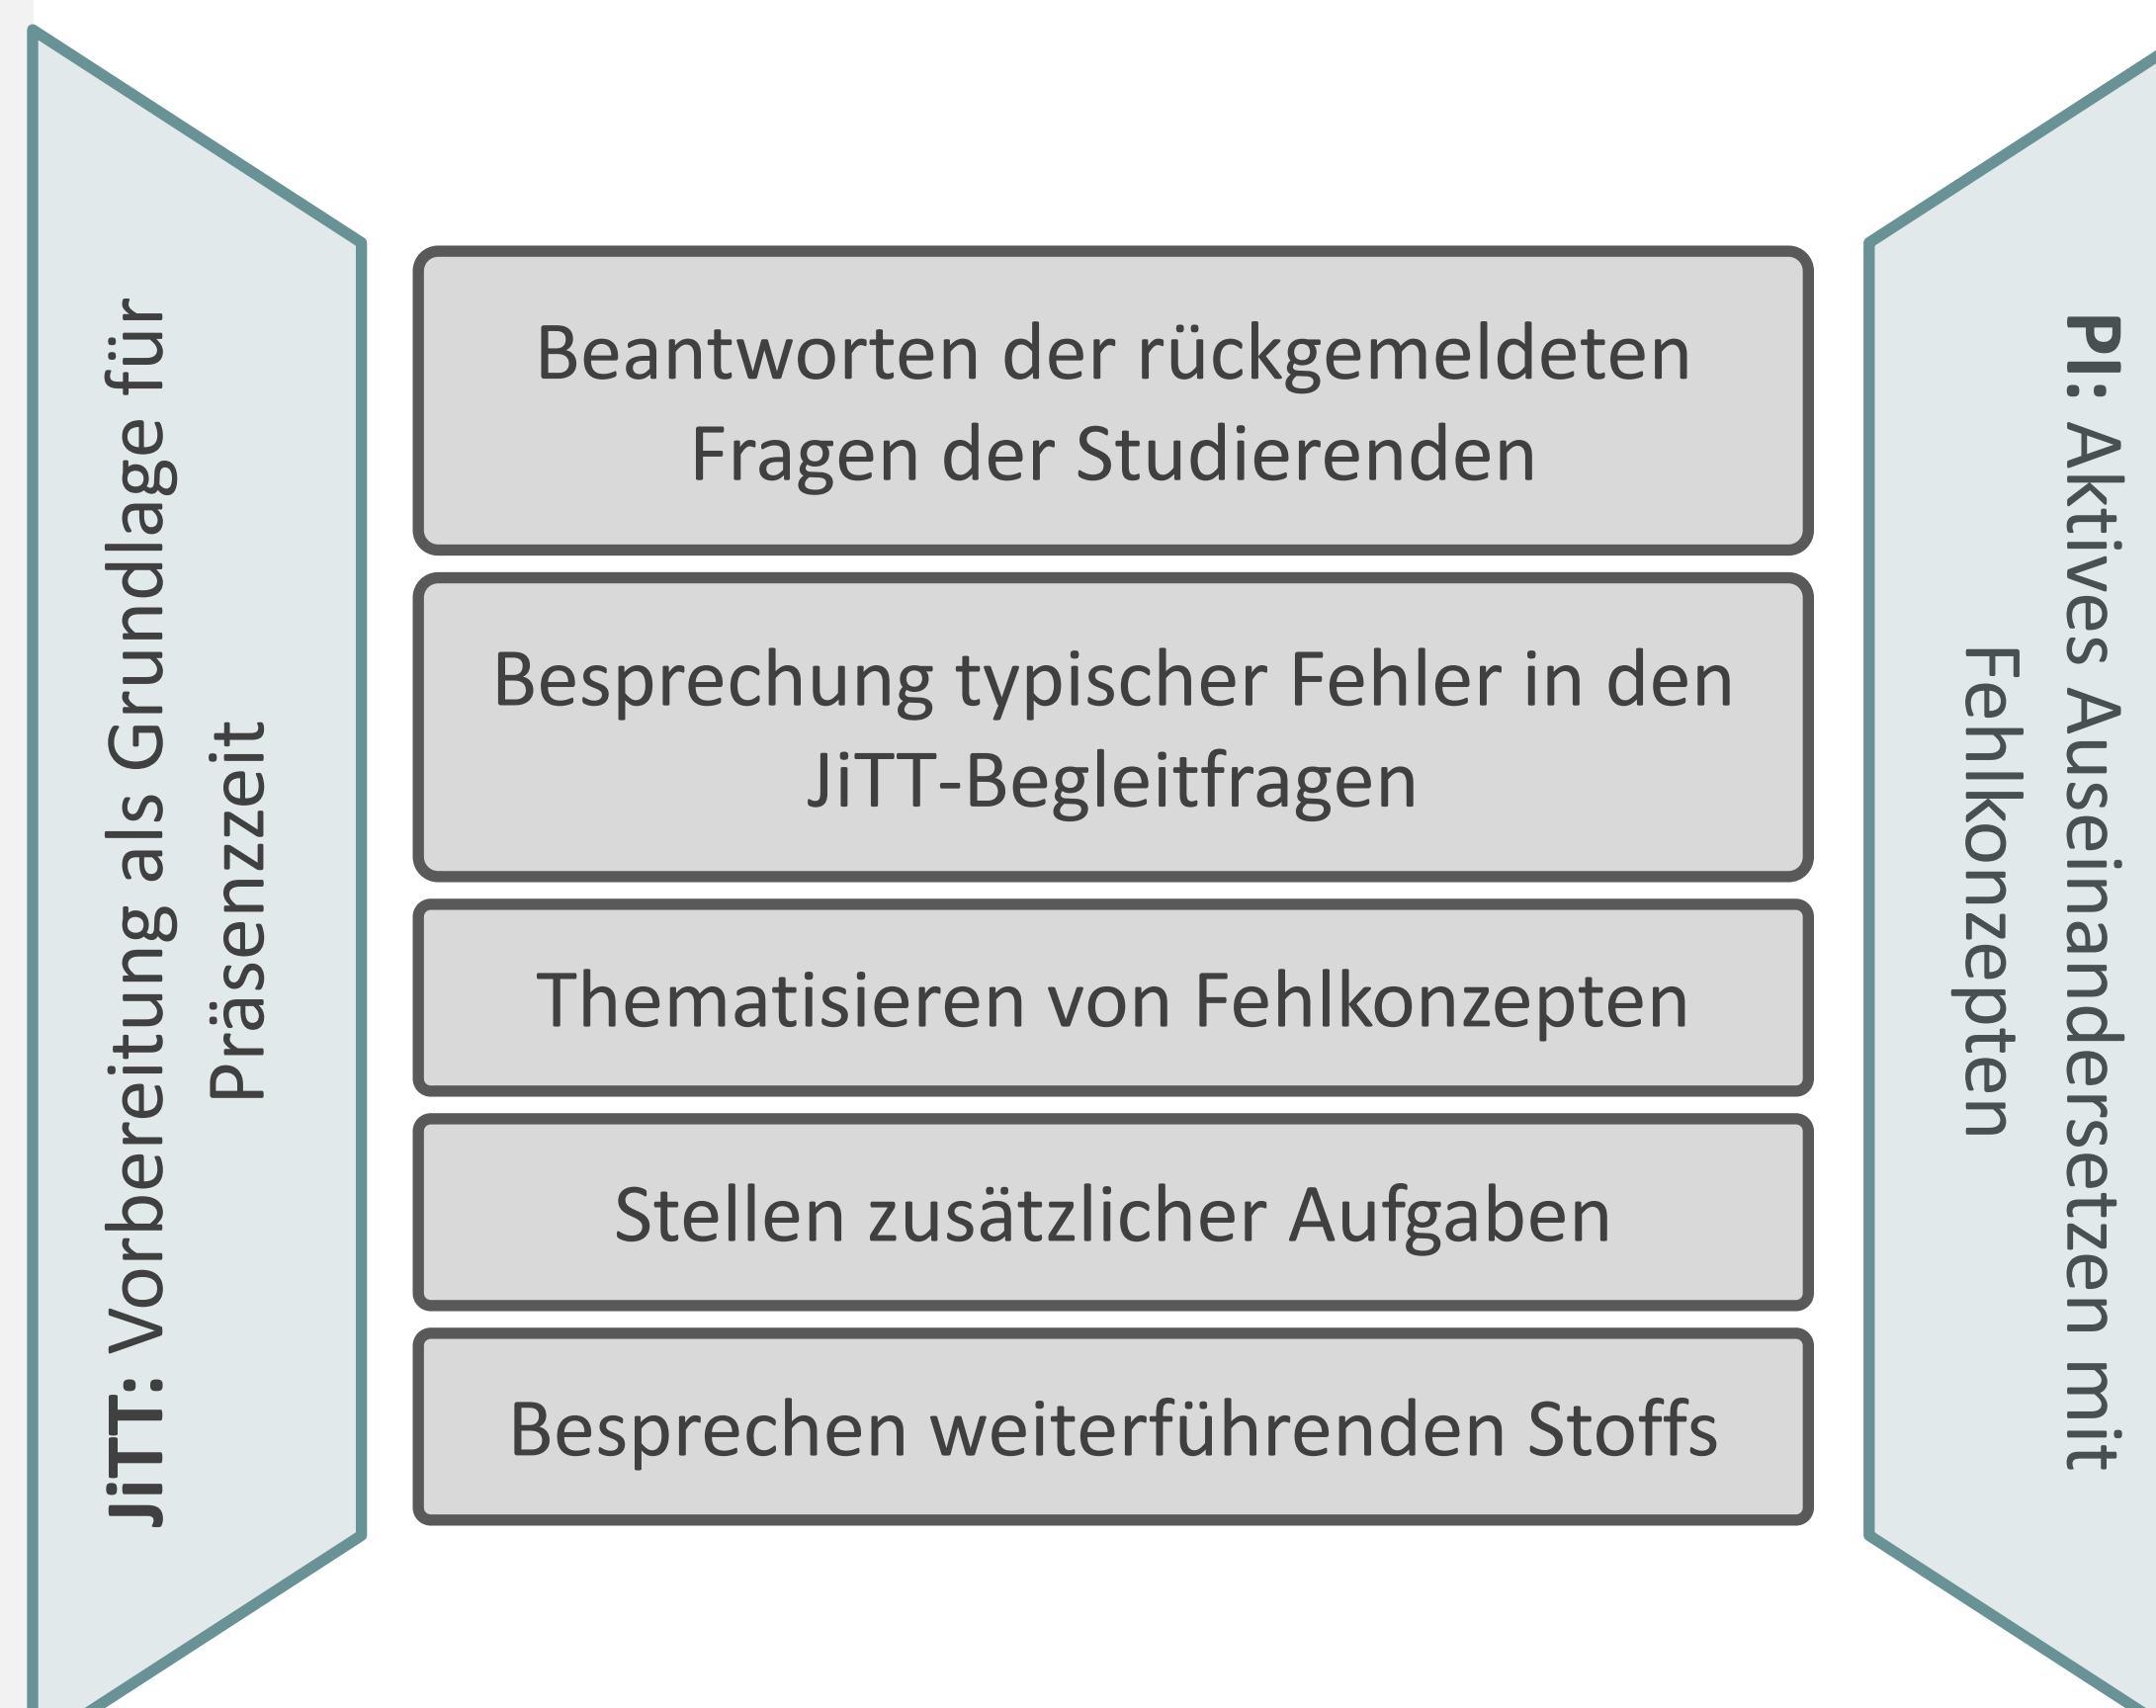 JiTT: Vorbereitung als Grundlage für
Präsenzzeit
Beantworten der rückgemeldeten
Fragen der Studierenden
Besprechung typischer Fehler in den
JiTT-Begleitfragen
Thematisieren von Fehlkonzepten
Stellen zusätzlicher Aufgaben
Besprechen weiterführenden Stoffs
PI: Aktives Auseinandersetzen mit
Fehlkonzepten